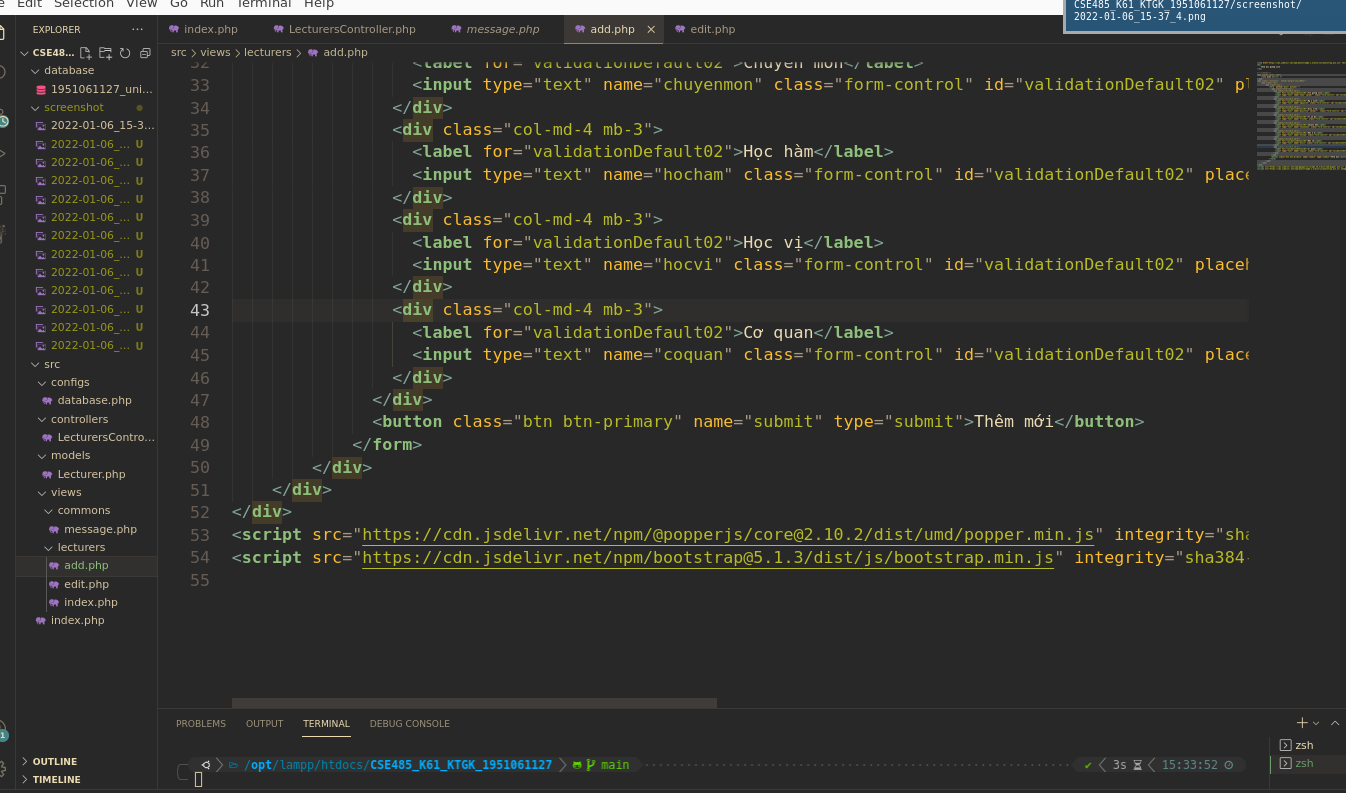 Edit Selection View Go Run Terminal Help
CSE485_K61_KTGK_1951061127/screenshot/
2022-01-06_15-37_4.png
EXPLORER ···
index.php LecturersController.php message.php add.php × edit.php
CSE48...
src > views > lecturers > add.php
database
1951061127_uni...
screenshot
2022-01-06_15-3...
2022-01-06_... U
2022-01-06_... U
2022-01-06_... U
2022-01-06_... U
2022-01-06_... U
2022-01-06_... U
2022-01-06_... U
2022-01-06_... U
2022-01-06_... U
2022-01-06_... U
2022-01-06_... U
2022-01-06_... U
src
configs
database.php
controllers
LecturersContro...
models
Lecturer.php
views
commons
message.php
lecturers
add.php
edit.php
index.php
index.php
OUTLINE
TIMELINE
32 <label for="validationDefault02">Chuyên môn</label>
33 <input type="text" name="chuyenmon" class="form-control" id="validationDefault02" pl
34 </div>
35 <div class="col-md-4 mb-3">
36 <label for="validationDefault02">Học hàm</label>
37 <input type="text" name="hocham" class="form-control" id="validationDefault02" place
38 </div>
39 <div class="col-md-4 mb-3">
40 <label for="validationDefault02">Học vị</label>
41 <input type="text" name="hocvi" class="form-control" id="validationDefault02" placeh
42 </div>
43 <div class="col-md-4 mb-3">
44 <label for="validationDefault02">Cơ quan</label>
45 <input type="text" name="coquan" class="form-control" id="validationDefault02" place
46 </div>
47 </div>
48 <button class="btn btn-primary" name="submit" type="submit">Thêm mới</button>
49 </form>
50 </div>
51 </div>
52 </div>
53 <script src="https://cdn.jsdelivr.net/npm/@popperjs/core@2.10.2/dist/umd/popper.min.js" integrity="sha
54 <script src="https://cdn.jsdelivr.net/npm/bootstrap@5.1.3/dist/js/bootstrap.min.js" integrity="sha384-
55
PROBLEMS OUTPUT TERMINAL DEBUG CONSOLE
/opt/lampp/htdocs/CSE485_K61_KTGK_1951061127 main ✔ 3s 15:33:52
zsh
zsh